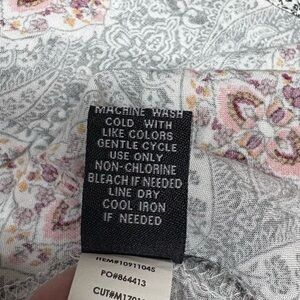 MACHINE WASH
COLD WITH
LIKE COLORS
GENTLE CYCLE
USE ONLY
NON-CHLORINE
BLEACH IF NEEDED
LINE DRY
COOL IRON
IF NEEDED
ITEM#10911045
PO#864413